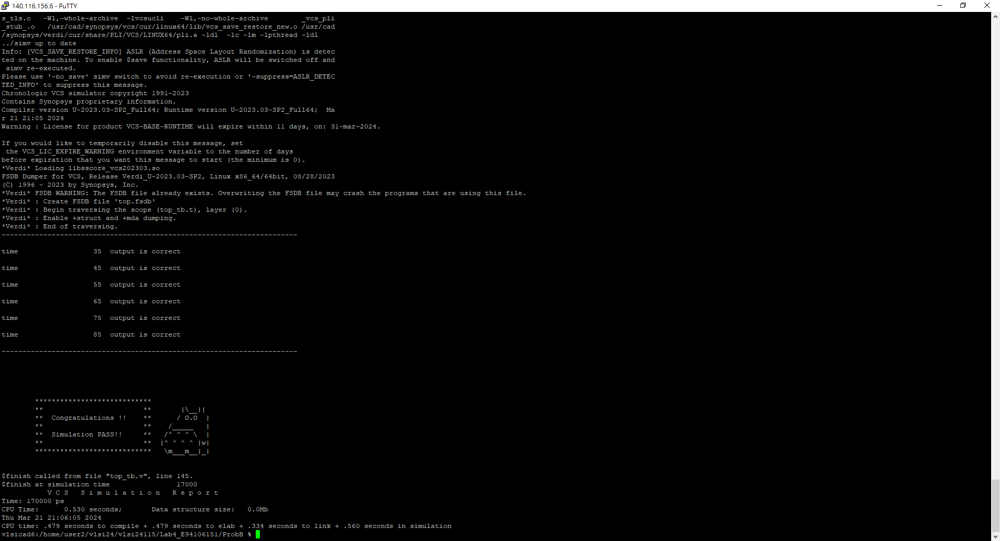 140.116.156.6 - PuTTY
s_tls.o   -Wl,-whole-archive  -lvcsucli    -Wl,-no-whole-archive        _vcs_pli
_stub_.o   /usr/cad/synopsys/vcs/cur/linux64/lib/vcs_save_restore_new.o /usr/cad
/synopsys/verdi/cur/share/PLI/VCS/LINUX64/pli.a -ldl  -lc -lm -lpthread -ldl
../simv up to date
Info: [VCS_SAVE_RESTORE_INFO] ASLR (Address Space Layout Randomization) is detec
ted on the machine. To enable $save functionality, ASLR will be switched off and
 simv re-executed.
Please use '-no_save' simv switch to avoid re-execution or '-suppress=ASLR_DETEC
TED_INFO' to suppress this message.
Chronologic VCS simulator copyright 1991-2023
Contains Synopsys proprietary information.
Compiler version U-2023.03-SP2_Full64; Runtime version U-2023.03-SP2_Full64;  Ma
r 21 21:05 2024
Warning : License for product VCS-BASE-RUNTIME will expire within 11 days, on: 31-mar-2024.

If you would like to temporarily disable this message, set
 the VCS_LIC_EXPIRE_WARNING environment variable to the number of days
before expiration that you want this message to start (the minimum is 0).
*Verdi* Loading libsscore_vcs202303.so
FSDB Dumper for VCS, Release Verdi_U-2023.03-SP2, Linux x86_64/64bit, 08/28/2023
(C) 1996 - 2023 by Synopsys, Inc.
*Verdi* FSDB WARNING: The FSDB file already exists. Overwriting the FSDB file may crash the programs that are using this file.
*Verdi* : Create FSDB file 'top.fsdb'
*Verdi* : Begin traversing the scope (top_tb.t), layer (0).
*Verdi* : Enable +struct and +mda dumping.
*Verdi* : End of traversing.
-----------------------------------------------------------------------

time                  35  output is correct

time                  45  output is correct

time                  55  output is correct

time                  65  output is correct

time                  75  output is correct

time                  85  output is correct

-----------------------------------------------------------------------

        ****************************
        **                        **       |\__||
        **  Congratulations !!    **      / O.O  |
        **                        **    /_____   |
        **  Simulation PASS!!     **   /^ ^ ^ \  |
        **                        **  |^ ^ ^ ^ |w|
        ****************************   \m___m__|_|

$finish called from file "top_tb.v", line 145.
$finish at simulation time                17000
           V C S   S i m u l a t i o n   R e p o r t
Time: 170000 ps
CPU Time:      0.530 seconds;       Data structure size:   0.0Mb
Thu Mar 21 21:06:05 2024
CPU time: .479 seconds to compile + .479 seconds to elab + .334 seconds to link + .560 seconds in simulation
vlsicad6:/home/user2/vlsi24/vlsi24115/Lab4_E94106151/ProbB %